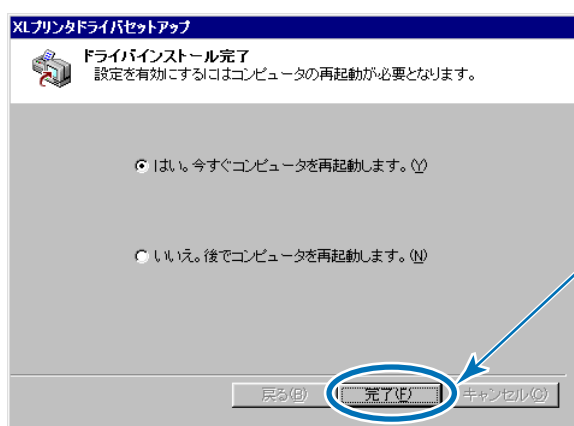 XLプリンタドライバセットアップ
ドライバインストール完了
設定を有効にするにはコンピュータの再起動が必要となります。
はい。今すぐコンピュータを再起動します。(Y)
いいえ。後でコンピュータを再起動します。(N)
戻る(B)
完了(F)
キャンセル(C)